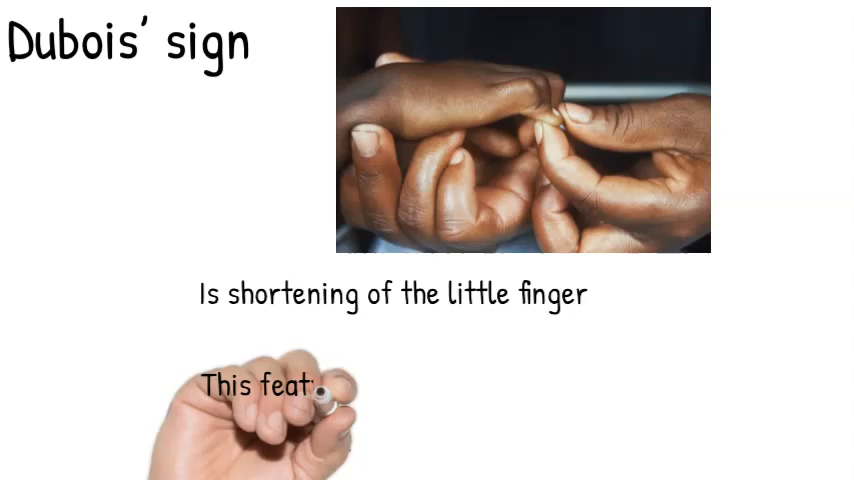 Dubois' sign
Is shortening of the little finger
This feat